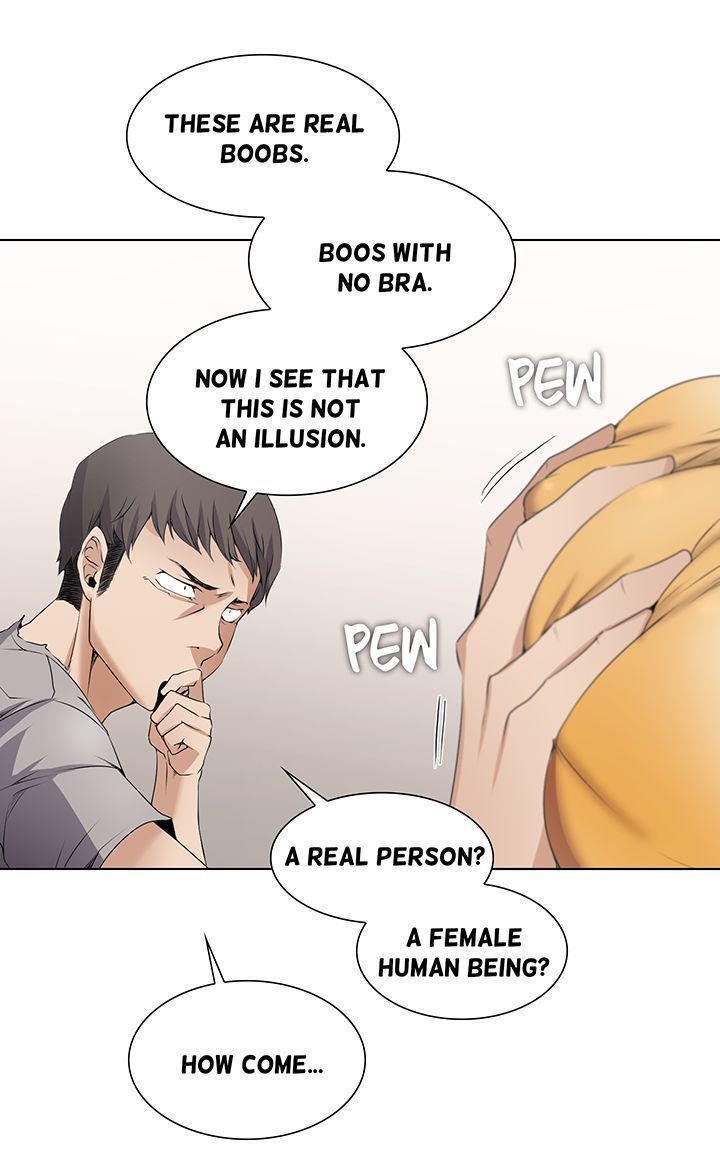 THESE ARE REAL
BOOBS.
BOOS WITH
NO BRA.
NOW I SEE THAT
THIS IS NOT
AN ILLUSION.
PEW
PEW
A REAL PERSON?
A FEMALE
HUMAN BEING?
HOW COME...